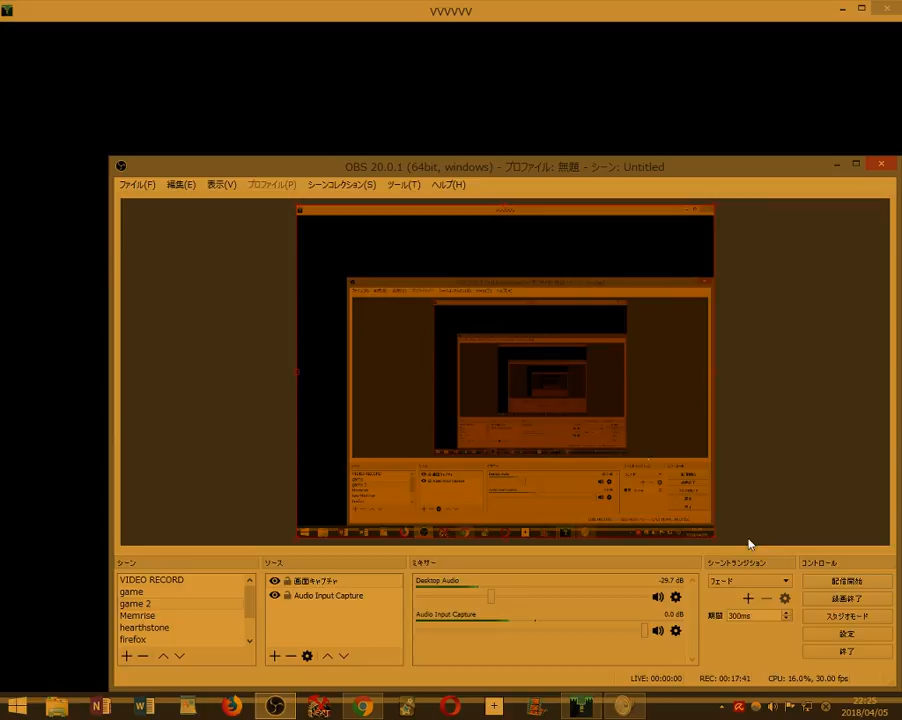 VVVVVV
OBS 20.0.1 (64bit, windows) - プロファイル: 無題 - シーン: Untitled
ファイル(F) 編集(E) 表示(V) プロファイル(P) シーンコレクション(S) ツール(T) ヘルプ(H)
シーン ソース ミキサー シーントランジション コントロール
VIDEO RECORD
game
game 2
Memrise
hearthstone
firefox
画面キャプチャ
Audio Input Capture
Desktop Audio -29.7 dB
Audio Input Capture 0.0 dB
フェード
期間 300ms
配信開始
録画終了
スタジオモード
設定
終了
LIVE: 00:00:00 REC: 00:17:41 CPU: 16.0%, 30.00 fps
22:25
2018/04/05